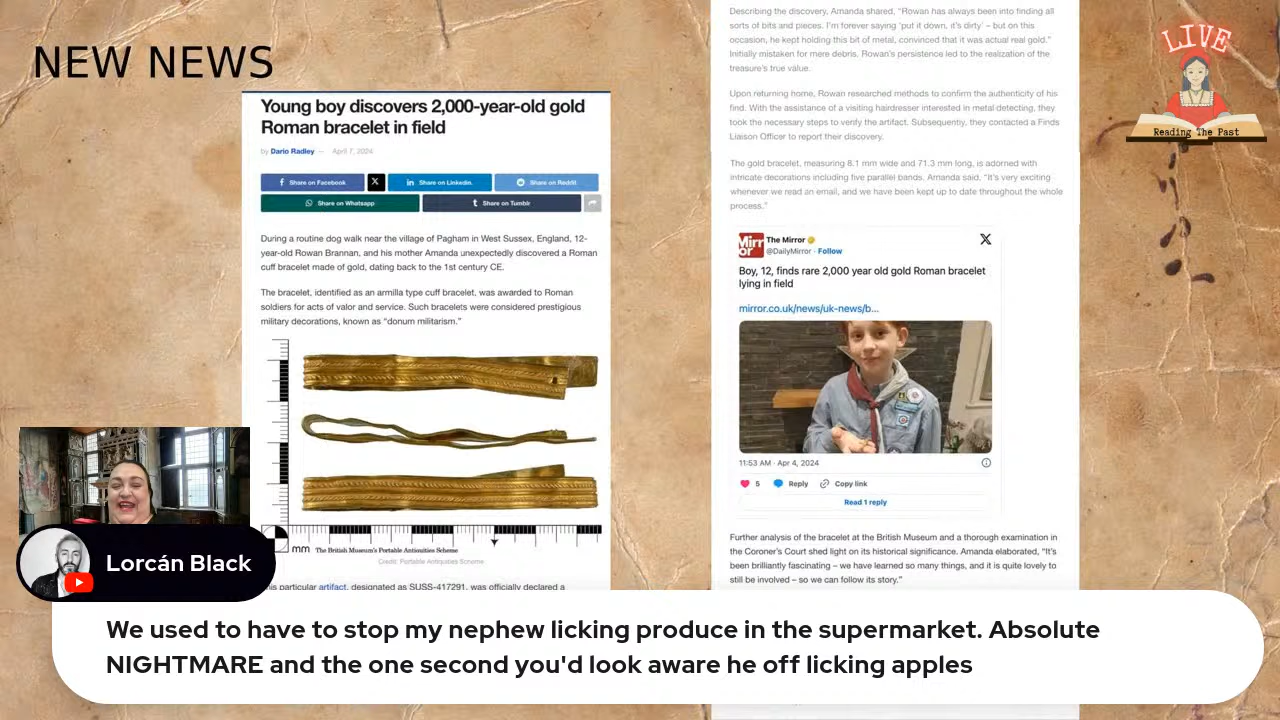 NEW NEWS
Young boy discovers 2,000-year-old gold
Roman bracelet in field
by Dario Radley — April 7, 2024
Share on Facebook
Share on Linkedin
Share on Reddit
Share on Whatsapp
Share on Tumblr
During a routine dog walk near the village of Pagham in West Sussex, England, 12-
year-old Rowan Brannan, and his mother Amanda unexpectedly discovered a Roman
cuff bracelet made of gold, dating back to the 1st century CE.
The bracelet, identified as an armilla type cuff bracelet, was awarded to Roman
soldiers for acts of valor and service. Such bracelets were considered prestigious
military decorations, known as “donum militarism.”
mm The British Museum's Portable Antiquities Scheme
Credit: Portable Antiquities Scheme
This particular artifact, designated as SUSS-417291, was officially declared a
Describing the discovery, Amanda shared, “Rowan has always been into finding all
sorts of bits and pieces. I'm forever saying ‘put it down, it's dirty’ – but on this
occasion, he kept holding this bit of metal, convinced that it was actual real gold.”
Initially mistaken for mere debris, Rowan's persistence led to the realization of the
treasure's true value.
Upon returning home, Rowan researched methods to confirm the authenticity of his
find. With the assistance of a visiting hairdresser interested in metal detecting, they
took the necessary steps to verify the artifact. Subsequently, they contacted a Finds
Liaison Officer to report their discovery.
The gold bracelet, measuring 8.1 mm wide and 71.3 mm long, is adorned with
intricate decorations including five parallel bands. Amanda said, “It's very exciting
whenever we read an email, and we have been kept up to date throughout the whole
process.”
Mirror
The Mirror
@DailyMirror · Follow
Boy, 12, finds rare 2,000 year old gold Roman bracelet
lying in field
mirror.co.uk/news/uk-news/b...
11:53 AM · Apr 4, 2024
5 Reply Copy link
Read 1 reply
Further analysis of the bracelet at the British Museum and a thorough examination in
the Coroner's Court shed light on its historical significance. Amanda elaborated, “It's
been brilliantly fascinating – we have learned so many things, and it is quite lovely to
still be involved – so we can follow its story.”
LIVE
Reading The Past
Lorcán Black
We used to have to stop my nephew licking produce in the supermarket. Absolute
NIGHTMARE and the one second you'd look aware he off licking apples